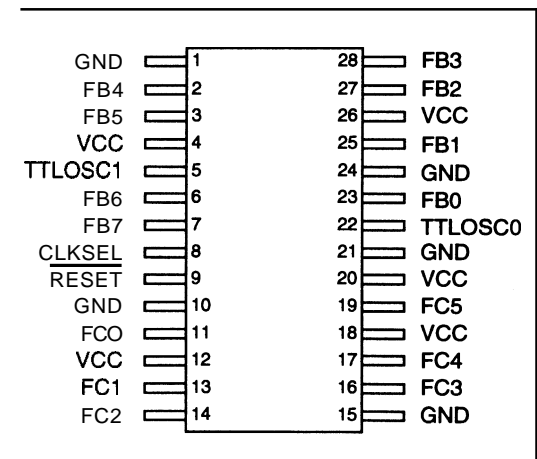 GND 1 28 FB3
FB4 2 27 FB2
FB5 3 26 VCC
VCC 4 25 FB1
TTLOSC1 5 24 GND
FB6 6 23 FB0
FB7 7 22 TTLOSC0
CLKSEL 8 21 GND
RESET 9 20 VCC
GND 10 19 FC5
FCO 11 18 VCC
VCC 12 17 FC4
FC1 13 16 FC3
FC2 14 15 GND